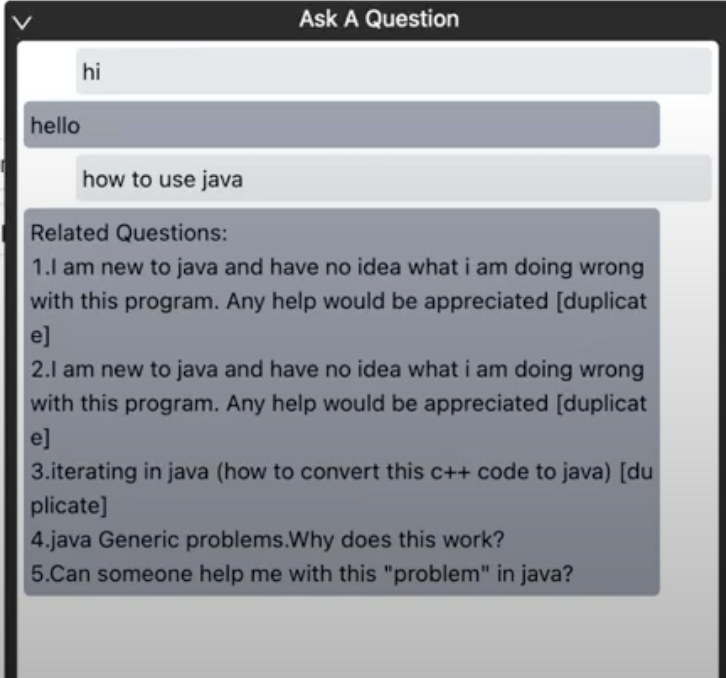 Ask A Question
hi
hello
how to use java
Related Questions:
1.I am new to java and have no idea what i am doing wrong
with this program. Any help would be appreciated [duplicat
e]
2.I am new to java and have no idea what i am doing wrong
with this program. Any help would be appreciated [duplicat
e]
3.iterating in java (how to convert this c++ code to java) [du
plicate]
4.java Generic problems.Why does this work?
5.Can someone help me with this "problem" in java?